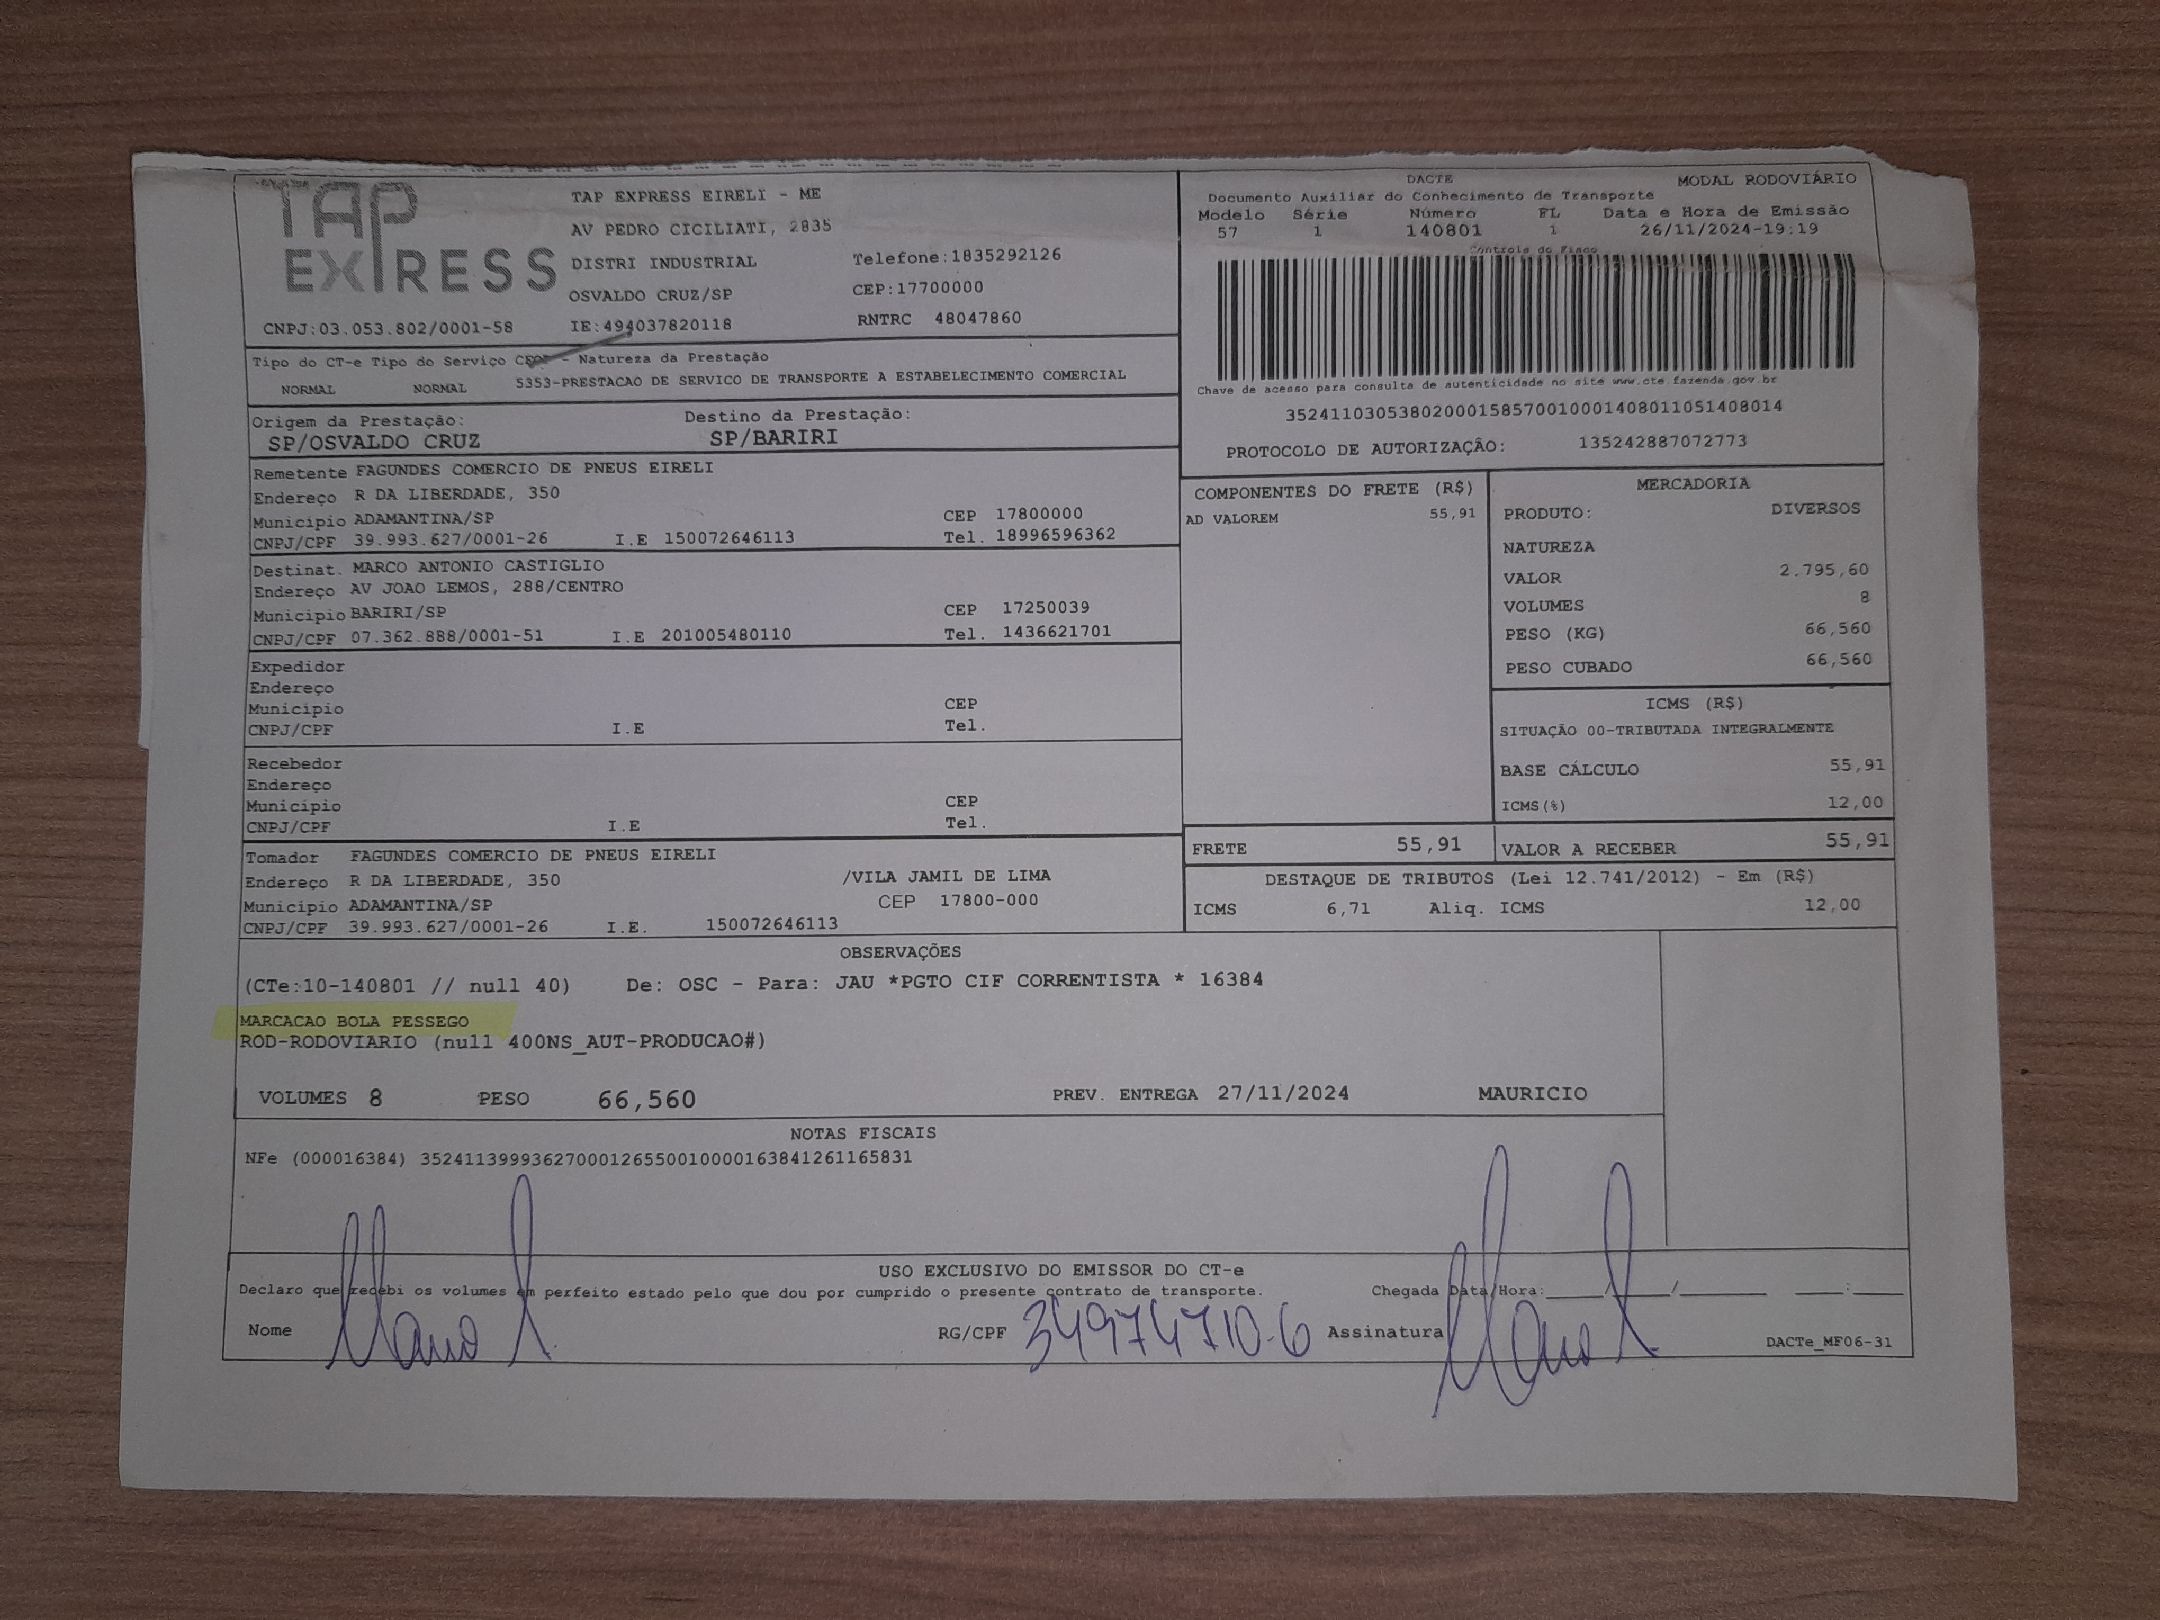 TAP
EXPRESS
TAP EXPRESS EIRELI - ME
AV PEDRO CICILIATI, 2835
DISTRI INDUSTRIAL Telefone:1835292126
OSVALDO CRUZ/SP CEP:17700000
CNPJ:03.053.802/0001-58 IE:494037820118 RNTRC 48047860
DACTE MODAL RODOVIÁRIO
Documento Auxiliar do Conhecimento de Transporte
Modelo Série Número FL Data e Hora de Emissão
57 1 140801 1 26/11/2024-19:19
Controle do Fisco
Chave de acesso para consulta de autenticidade no site www.cte.fazenda.gov.br
35241103053802000158570010001408011051408014
PROTOCOLO DE AUTORIZAÇÃO: 135242887072773
Tipo do CT-e Tipo do Serviço CFOP - Natureza da Prestação
NORMAL NORMAL 5353-PRESTACAO DE SERVICO DE TRANSPORTE A ESTABELECIMENTO COMERCIAL
Origem da Prestação: Destino da Prestação:
SP/OSVALDO CRUZ SP/BARIRI
Remetente FAGUNDES COMERCIO DE PNEUS EIRELI
Endereço R DA LIBERDADE, 350
Município ADAMANTINA/SP CEP 17800000
CNPJ/CPF 39.993.627/0001-26 I.E 150072646113 Tel. 18996596362
Destinat. MARCO ANTONIO CASTIGLIO
Endereço AV JOAO LEMOS, 288/CENTRO
Município BARIRI/SP CEP 17250039
CNPJ/CPF 07.362.888/0001-51 I.E 201005480110 Tel. 1436621701
Expedidor
Endereço
Município CEP
CNPJ/CPF I.E Tel.
Recebedor
Endereço
Município CEP
CNPJ/CPF I.E Tel.
Tomador FAGUNDES COMERCIO DE PNEUS EIRELI
Endereço R DA LIBERDADE, 350 /VILA JAMIL DE LIMA
Município ADAMANTINA/SP CEP 17800-000
CNPJ/CPF 39.993.627/0001-26 I.E. 150072646113
COMPONENTES DO FRETE (R$)
AD VALOREM 55,91
MERCADORIA
PRODUTO: DIVERSOS
NATUREZA
VALOR 2.795,60
VOLUMES 8
PESO (KG) 66,560
PESO CUBADO 66,560
ICMS (R$)
SITUAÇÃO 00-TRIBUTADA INTEGRALMENTE
BASE CÁLCULO 55,91
ICMS(%) 12,00
FRETE 55,91 VALOR A RECEBER 55,91
DESTAQUE DE TRIBUTOS (Lei 12.741/2012) - Em (R$)
ICMS 6,71 Aliq. ICMS 12,00
OBSERVAÇÕES
(CTe:10-140801 // null 40) De: OSC - Para: JAU *PGTO CIF CORRENTISTA * 16384
MARCACAO BOLA PESSEGO
ROD-RODOVIARIO (null 400NS_AUT-PRODUCAO#)
VOLUMES 8 PESO 66,560 PREV. ENTREGA 27/11/2024 MAURICIO
NOTAS FISCAIS
NFe (000016384) 35241139993627000126550010000163841261165831
USO EXCLUSIVO DO EMISSOR DO CT-e
Declaro que recebi os volumes em perfeito estado pelo que dou por cumprido o presente contrato de transporte. Chegada Data/Hora:_____/_____/_______ ____:____
Nome RG/CPF 34974710-6 Assinatura
DACTe_MF06-31